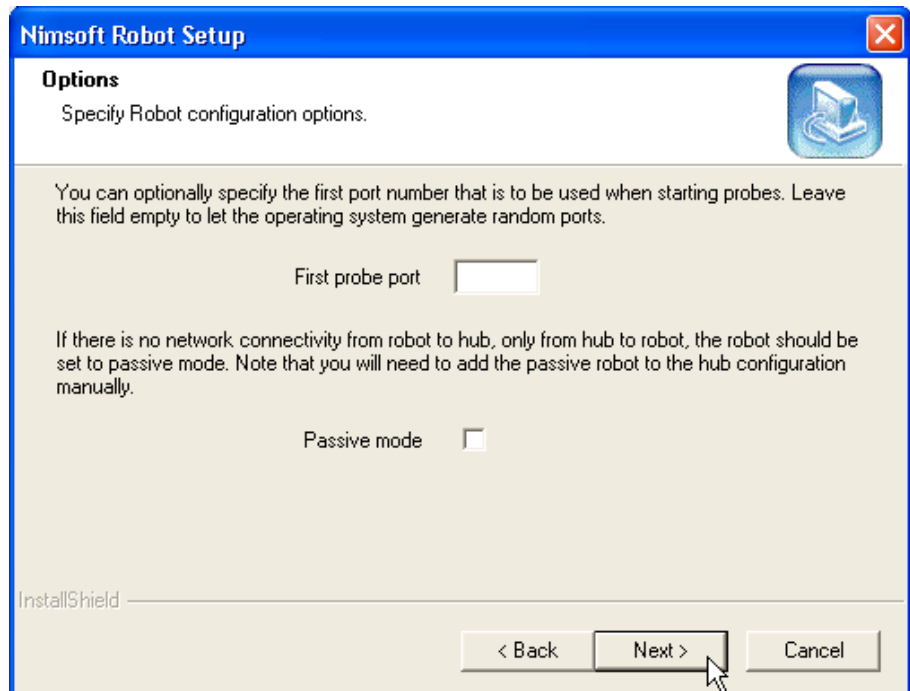 Nimsoft Robot Setup
Options
Specify Robot configuration options.
You can optionally specify the first port number that is to be used when starting probes. Leave
this field empty to let the operating system generate random ports.
First probe port
If there is no network connectivity from robot to hub, only from hub to robot, the robot should be
set to passive mode. Note that you will need to add the passive robot to the hub configuration
manually.
Passive mode
InstallShield
< Back Next > Cancel